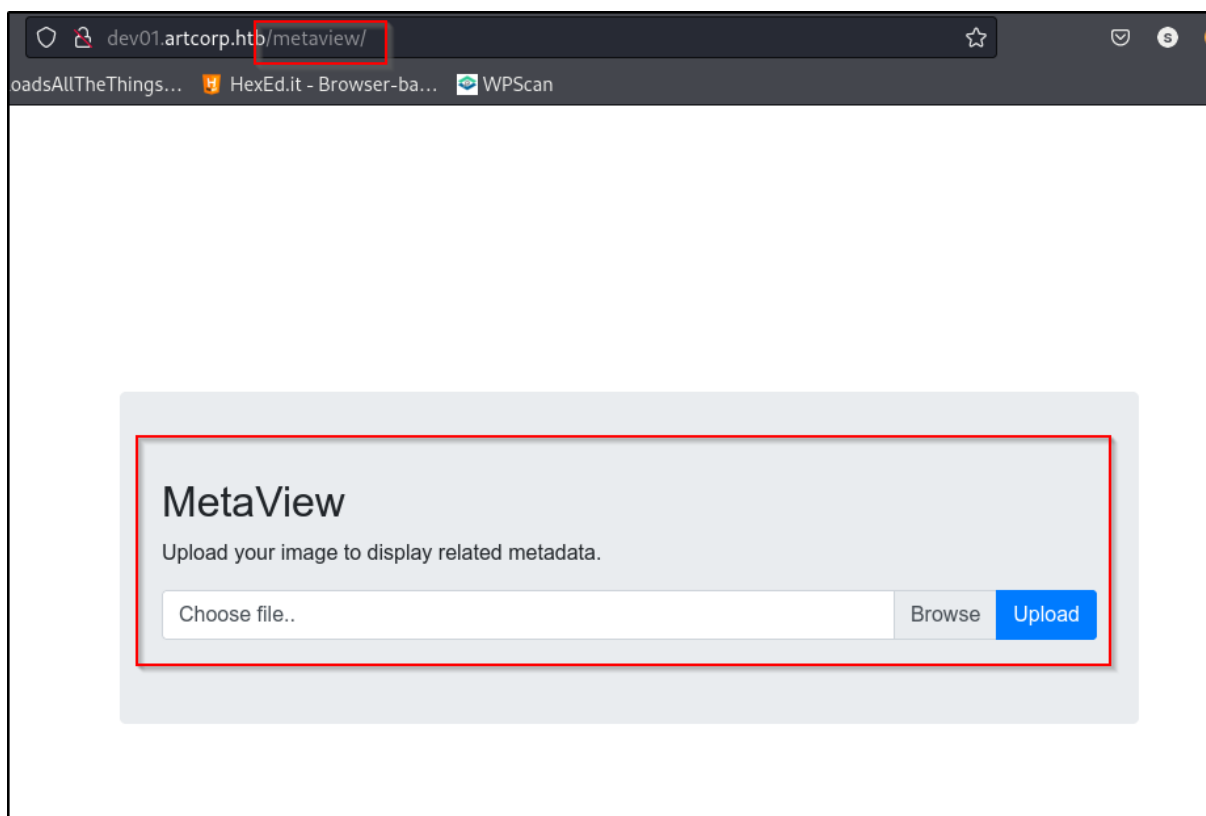 dev01.artcorp.htb/metaview/
S
oadsAllTheThings... HexEd.it - Browser-ba... WPScan
MetaView
Upload your image to display related metadata.
Choose file.. Browse Upload